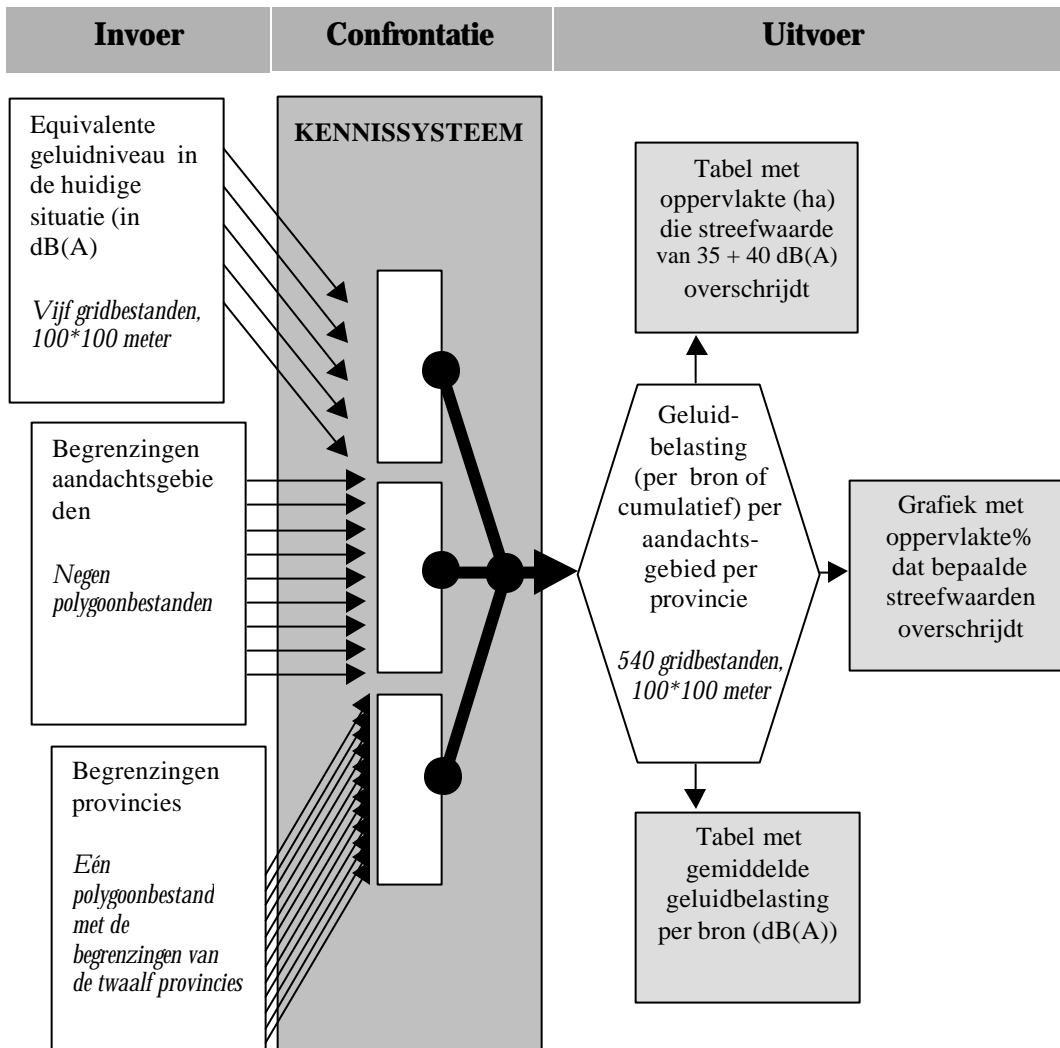 Invoer
Confrontatie
Uitvoer
Equivalente
geluidniveau in
de huidige
situatie (in
dB(A)
Vijf gridbestanden,
100*100 meter
Begrenzingen
aandachtsgebie
den
Negen
polygoonbestanden
Begrenzingen
provincies
Eén
polygoonbestand
met de
begrenzingen van
de twaalf provincies
KENNISSYSTEEM
Tabel met
oppervlakte (ha)
die streefwaarde
van 35 + 40 dB(A)
overschrijdt
Geluid-
belasting
(per bron of
cumulatief) per
aandachts-
gebied per
provincie
540 gridbestanden,
100*100 meter
Grafiek met
oppervlakte%
dat bepaalde
streefwaarden
overschrijdt
Tabel met
gemiddelde
geluidbelasting
per bron (dB(A))